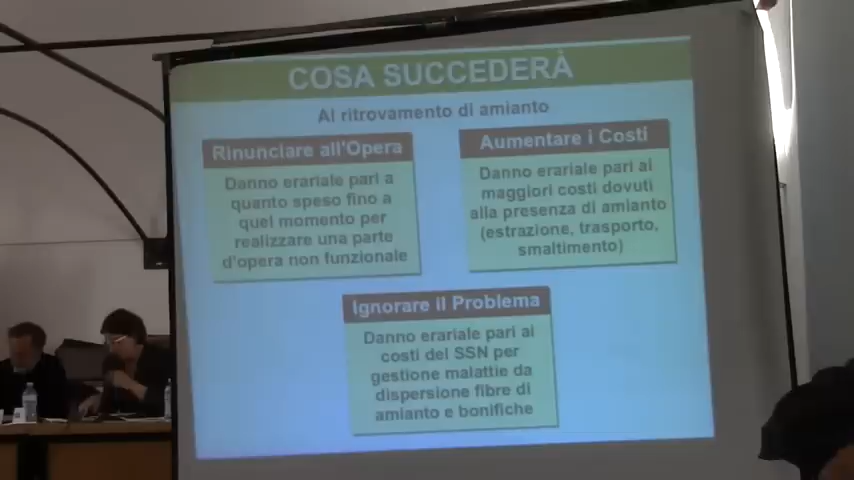 COSA SUCCEDERÀ
Al ritrovamento di amianto
Rinunciare all'Opera
Danno erariale pari a
quanto speso fino a
quel momento per
realizzare una parte
d'opera non funzionale
Aumentare i Costi
Danno erariale pari ai
maggiori costi dovuti
alla presenza di amianto
(estrazione, trasporto,
smaltimento)
Ignorare il Problema
Danno erariale pari ai
costi del SSN per
gestione malattie da
dispersione fibre di
amianto e bonifiche